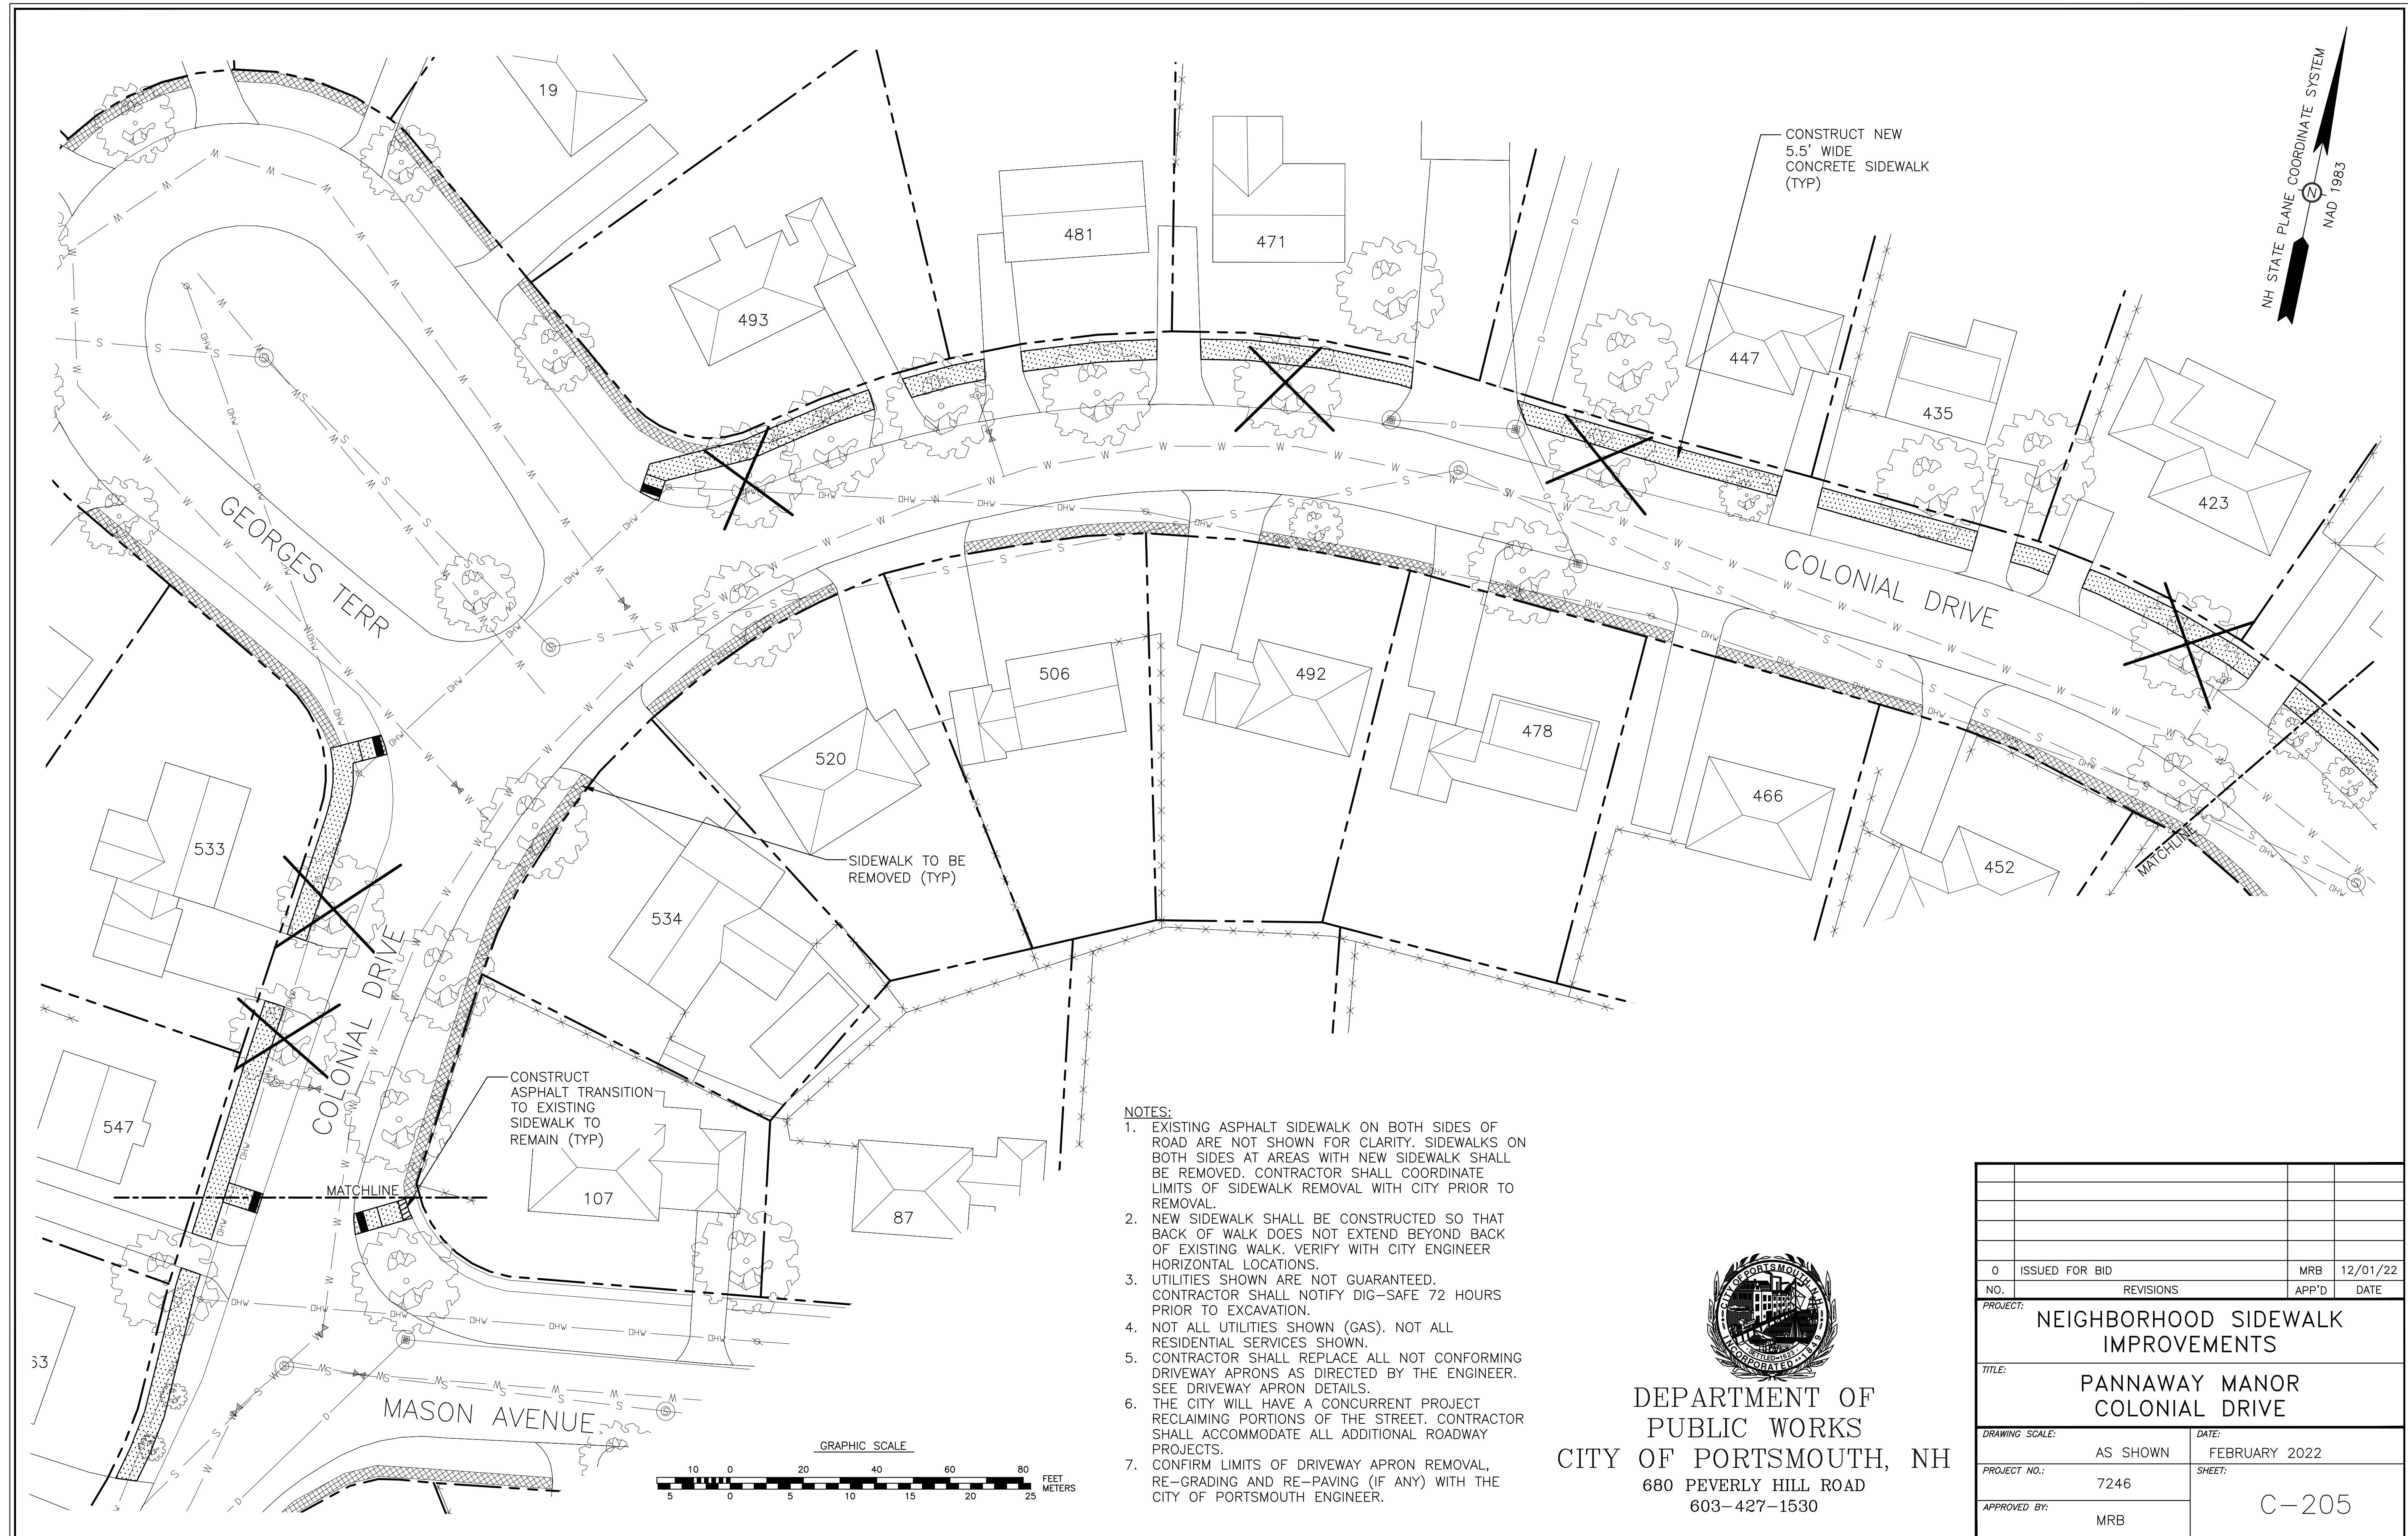 19
493
481
471
447
435
423
CONSTRUCT NEW
5.5' WIDE
CONCRETE SIDEWALK
(TYP)
NH STATE PLANE COORDINATE SYSTEM
NAD 1983
N
GEORGES TERR
COLONIAL DRIVE
533
547
63
520
506
492
478
466
452
534
107
87
SIDEWALK TO BE
REMOVED (TYP)
COLONIAL DRIVE
CONSTRUCT
ASPHALT TRANSITION
TO EXISTING
SIDEWALK TO
REMAIN (TYP)
MATCHLINE
MATCHLINE
MASON AVENUE
GRAPHIC SCALE
10 0 20 40 60 80
FEET
METERS
5 0 5 10 15 20 25
NOTES:
1. EXISTING ASPHALT SIDEWALK ON BOTH SIDES OF
ROAD ARE NOT SHOWN FOR CLARITY. SIDEWALKS ON
BOTH SIDES AT AREAS WITH NEW SIDEWALK SHALL
BE REMOVED. CONTRACTOR SHALL COORDINATE
LIMITS OF SIDEWALK REMOVAL WITH CITY PRIOR TO
REMOVAL.
2. NEW SIDEWALK SHALL BE CONSTRUCTED SO THAT
BACK OF WALK DOES NOT EXTEND BEYOND BACK
OF EXISTING WALK. VERIFY WITH CITY ENGINEER
HORIZONTAL LOCATIONS.
3. UTILITIES SHOWN ARE NOT GUARANTEED.
CONTRACTOR SHALL NOTIFY DIG-SAFE 72 HOURS
PRIOR TO EXCAVATION.
4. NOT ALL UTILITIES SHOWN (GAS). NOT ALL
RESIDENTIAL SERVICES SHOWN.
5. CONTRACTOR SHALL REPLACE ALL NOT CONFORMING
DRIVEWAY APRONS AS DIRECTED BY THE ENGINEER.
SEE DRIVEWAY APRON DETAILS.
6. THE CITY WILL HAVE A CONCURRENT PROJECT
RECLAIMING PORTIONS OF THE STREET. CONTRACTOR
SHALL ACCOMMODATE ALL ADDITIONAL ROADWAY
PROJECTS.
7. CONFIRM LIMITS OF DRIVEWAY APRON REMOVAL,
RE-GRADING AND RE-PAVING (IF ANY) WITH THE
CITY OF PORTSMOUTH ENGINEER.
CITY OF PORTSMOUTH, N.H.
SETTLED-1623
INCORPORATED 1849
DEPARTMENT OF
PUBLIC WORKS
CITY OF PORTSMOUTH, NH
680 PEVERLY HILL ROAD
603-427-1530
0 ISSUED FOR BID MRB 12/01/22
NO. REVISIONS APP'D DATE
PROJECT:
NEIGHBORHOOD SIDEWALK
IMPROVEMENTS
TITLE:
PANNAWAY MANOR
COLONIAL DRIVE
DRAWING SCALE:
AS SHOWN
DATE:
FEBRUARY 2022
PROJECT NO.:
7246
SHEET:
C-205
APPROVED BY:
MRB